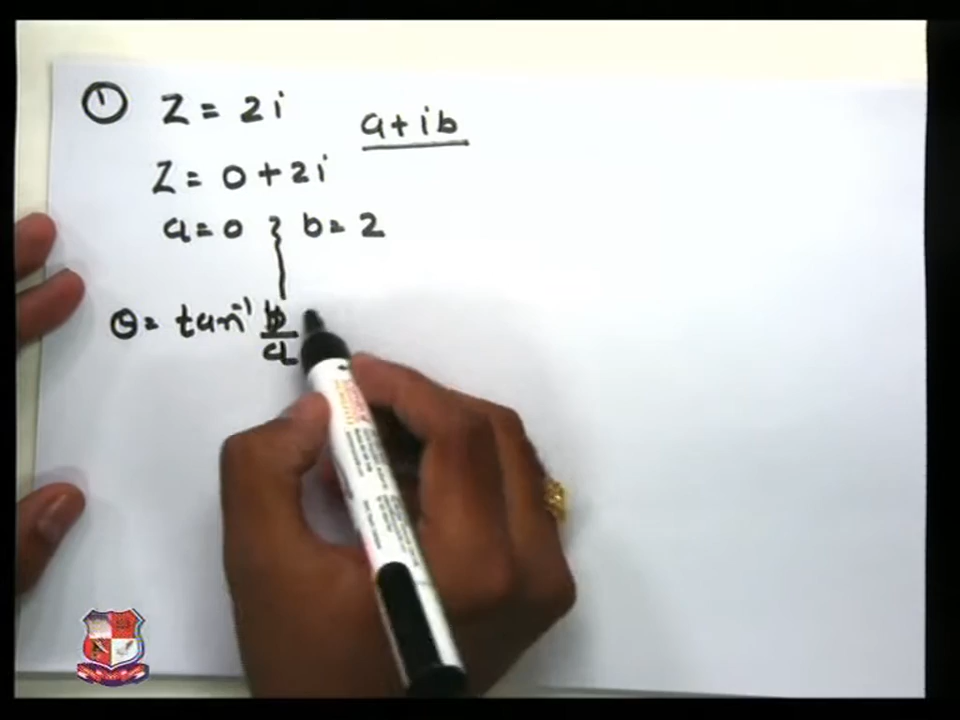 ① Z = 2i
a + ib
Z = 0 + 2i
a = 0 } b = 2
θ = tan⁻¹ b/a